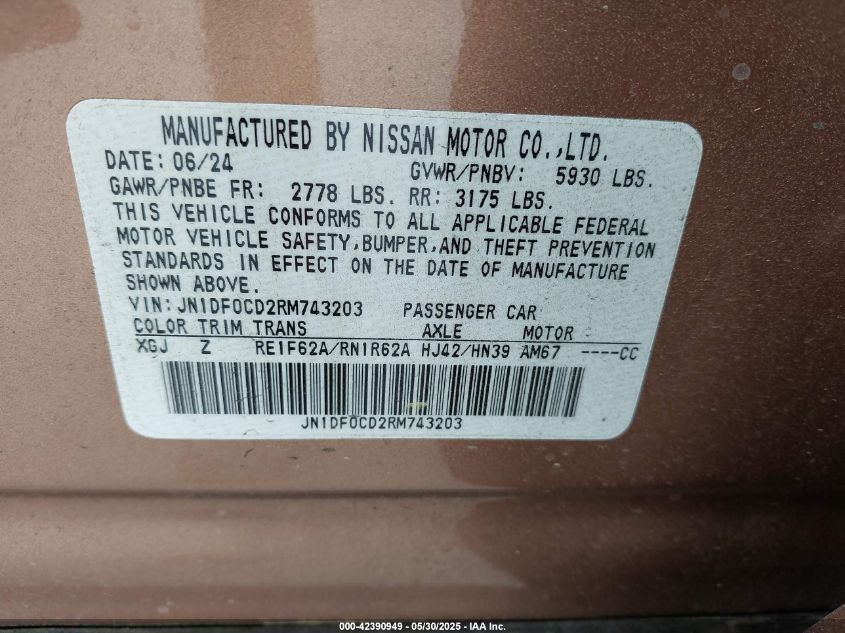 MANUFACTURED BY NISSAN MOTOR CO.,LTD.
DATE: 06/24 GVWR/PNBV: 5930 LBS.
GAWR/PNBE FR: 2778 LBS. RR: 3175 LBS.
THIS VEHICLE CONFORMS TO ALL APPLICABLE FEDERAL
MOTOR VEHICLE SAFETY,BUMPER,AND THEFT PREVENTION
STANDARDS IN EFFECT ON THE DATE OF MANUFACTURE
SHOWN ABOVE.
VIN: JN1DF0CD2RM743203 PASSENGER CAR
COLOR TRIM TRANS AXLE MOTOR
XGJ Z RE1F62A/RN1R62A HJ42/HN39 AM67 ----CC
JN1DF0CD2RM743203
000-42390949 - 05/30/2025 - IAA Inc.